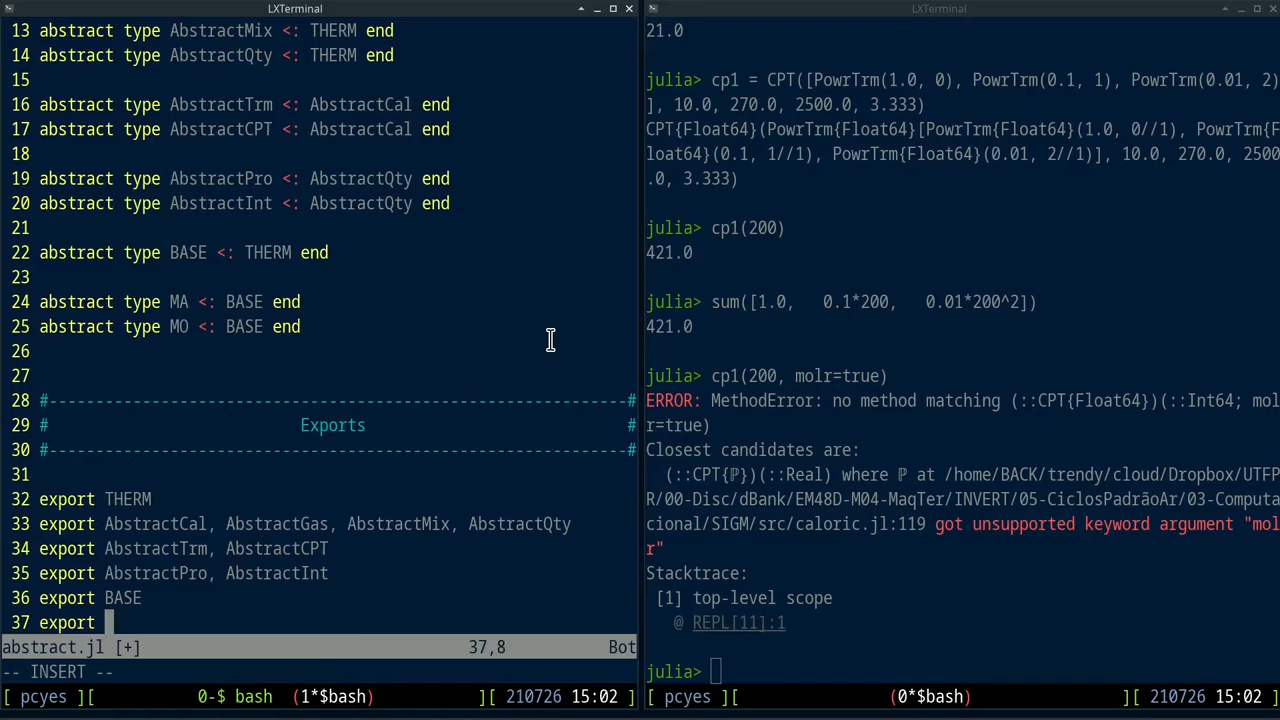 LXTerminal
13 abstract type AbstractMix <: THERM end
14 abstract type AbstractQty <: THERM end
15
16 abstract type AbstractTrm <: AbstractCal end
17 abstract type AbstractCPT <: AbstractCal end
18
19 abstract type AbstractPro <: AbstractQty end
20 abstract type AbstractInt <: AbstractQty end
21
22 abstract type BASE <: THERM end
23
24 abstract type MA <: BASE end
25 abstract type MO <: BASE end
26
27
28 #--------------------------------------------------------------#
29 # Exports #
30 #--------------------------------------------------------------#
31
32 export THERM
33 export AbstractCal, AbstractGas, AbstractMix, AbstractQty
34 export AbstractTrm, AbstractCPT
35 export AbstractPro, AbstractInt
36 export BASE
37 export
abstract.jl [+] 37,8 Bot
-- INSERT --
[ pcyes ][ 0-$ bash (1*$bash) ][ 210726 15:02 ]
LXTerminal
21.0
julia> cp1 = CPT([PowrTrm(1.0, 0), PowrTrm(0.1, 1), PowrTrm(0.01, 2)
], 10.0, 270.0, 2500.0, 3.333)
CPT{Float64}(PowrTrm{Float64}[PowrTrm{Float64}(1.0, 0//1), PowrTrm{F
loat64}(0.1, 1//1), PowrTrm{Float64}(0.01, 2//1)], 10.0, 270.0, 2500
.0, 3.333)
julia> cp1(200)
421.0
julia> sum([1.0,   0.1*200,   0.01*200^2])
421.0
julia> cp1(200, molr=true)
ERROR: MethodError: no method matching (::CPT{Float64})(::Int64; mol
r=true)
Closest candidates are:
(::CPT{ℙ})(::Real) where ℙ at /home/BACK/trendy/cloud/Dropbox/UTFP
R/00-Disc/dBank/EM48D-M04-MaqTer/INVERT/05-CiclosPadrãoAr/03-Computa
cional/SIGM/src/caloric.jl:119 got unsupported keyword argument "mol
r"
Stacktrace:
[1] top-level scope
@ REPL[11]:1
julia>
[ pcyes ][ (0*$bash) ][ 210726 15:02 ]